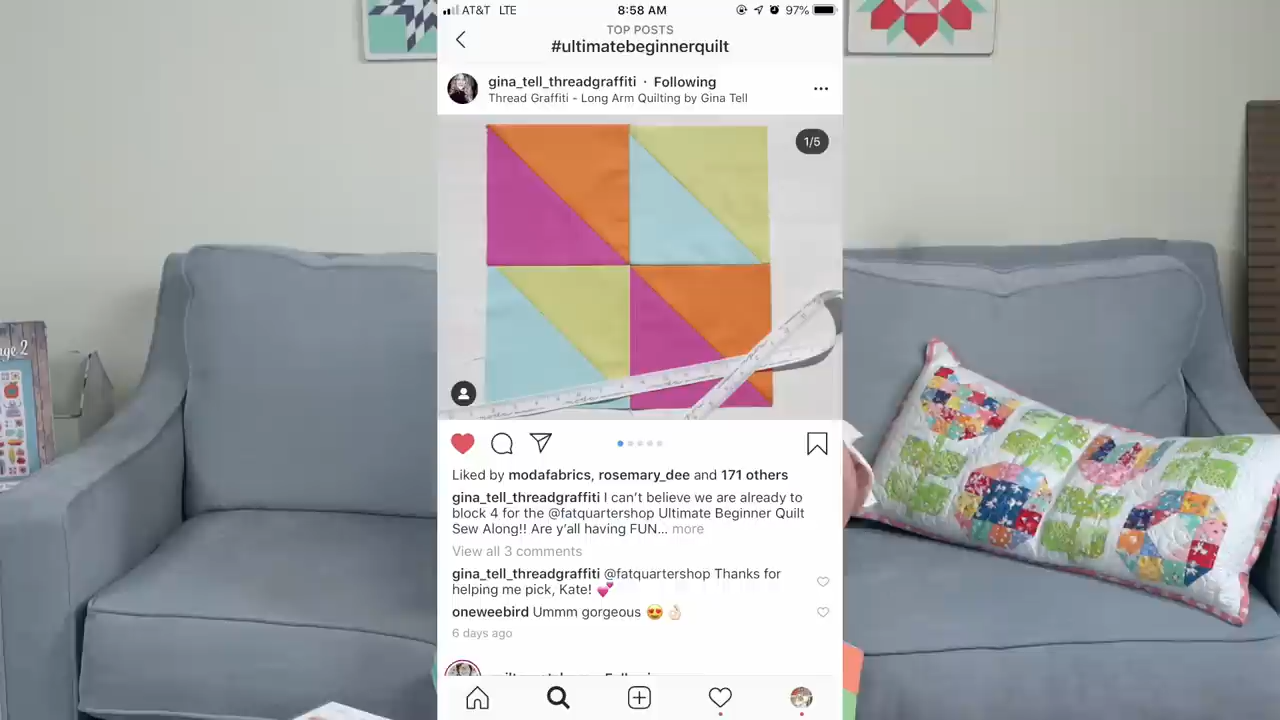 AT&T LTE 8:58 AM 97%
TOP POSTS
#ultimatebeginnerquilt
gina_tell_threadgraffiti · Following
Thread Graffiti - Long Arm Quilting by Gina Tell
1/5
Liked by modafabrics, rosemary_dee and 171 others
gina_tell_threadgraffiti I can't believe we are already to
block 4 for the @fatquartershop Ultimate Beginner Quilt
Sew Along!! Are y'all having FUN... more
View all 3 comments
gina_tell_threadgraffiti @fatquartershop Thanks for
helping me pick, Kate! 💕
oneweebird Ummm gorgeous 😍 👌🏻
6 days ago